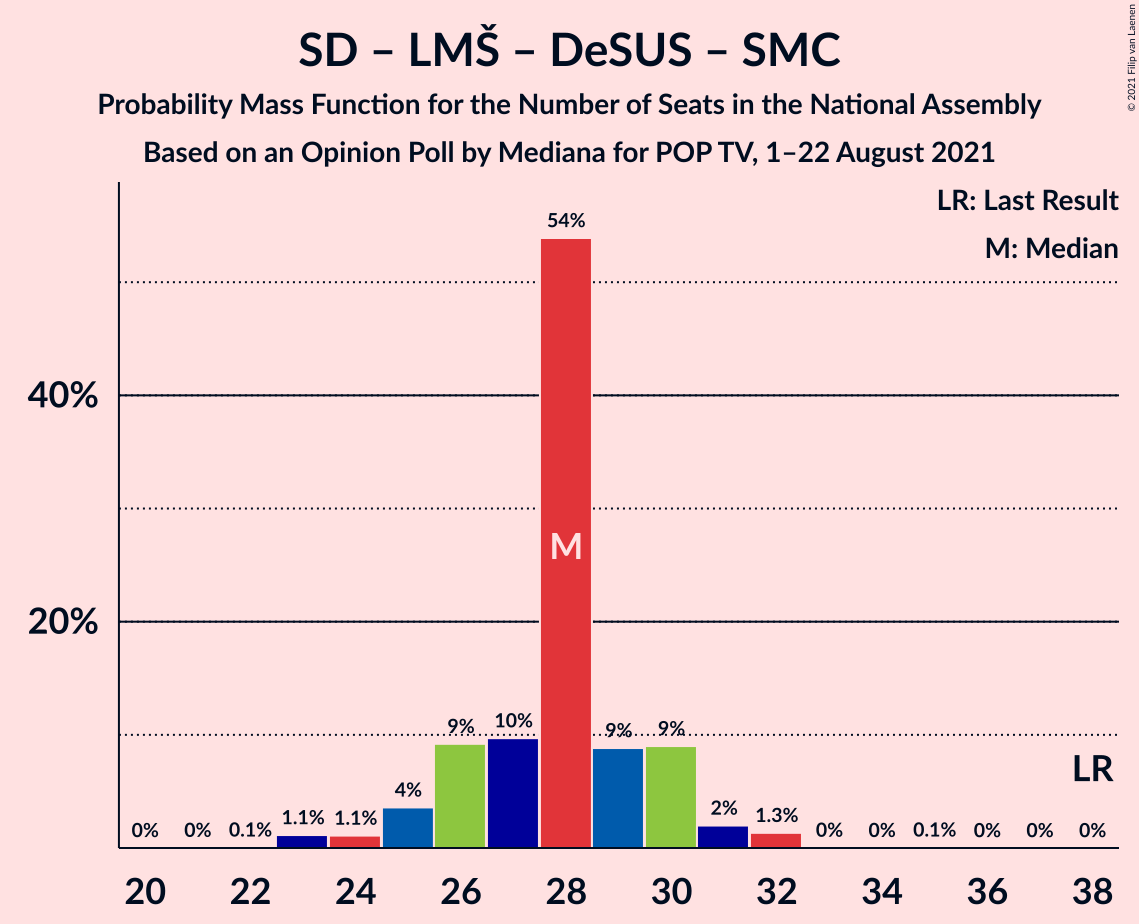 SD – LMŠ – DeSUS – SMC
Probability Mass Function for the Number of Seats in the National Assembly
Based on an Opinion Poll by Mediana for POP TV, 1–22 August 2021
© 2021 Filip van Laenen
LR: Last Result
M: Median
54%
40%
M
20%
0% 0% 0.1% 1.1% 1.1% 4% 9% 10% 9% 9% 2% 1.3% 0% 0% 0.1% 0% 0% 0%
LR
20 22 24 26 28 30 32 34 36 38